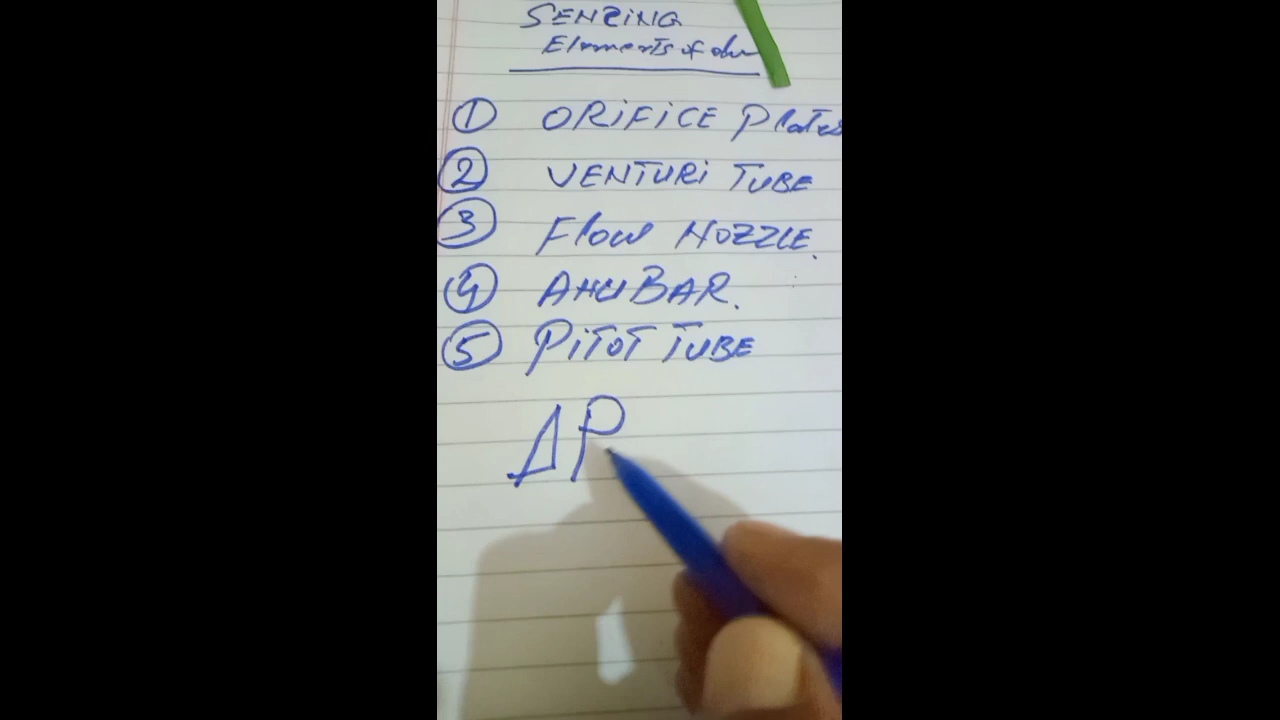 SENSING
Elements of
① ORiFiCE Plates
② VENTURi TUBE
③ Flow NOZZLE.
④ ANUBAR.
⑤ PiTOT TUBE
ΔP